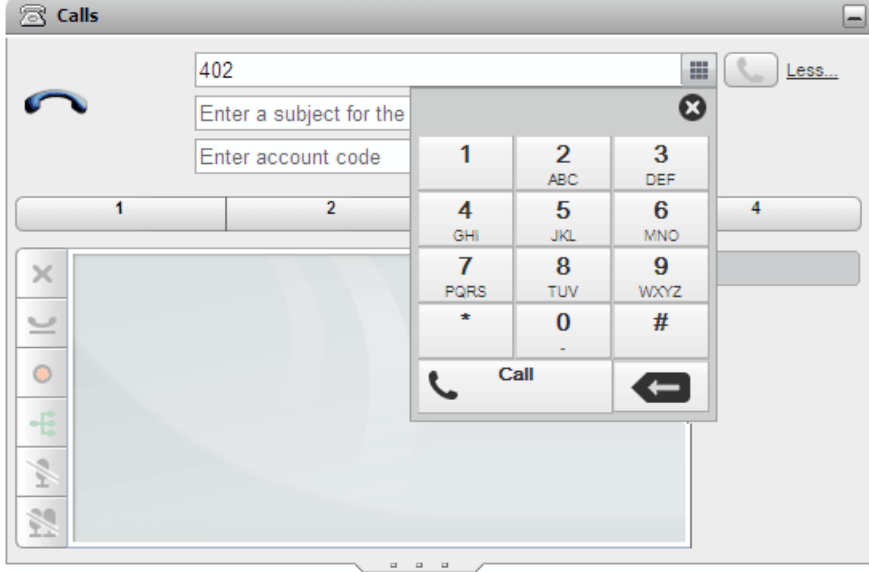 Calls
402
Less...
Enter a subject for the
Enter account code
1 2 4
1 2 3
ABC DEF
4 5 6
GHI JKL MNO
7 8 9
PQRS TUV WXYZ
* 0 #
-
Call